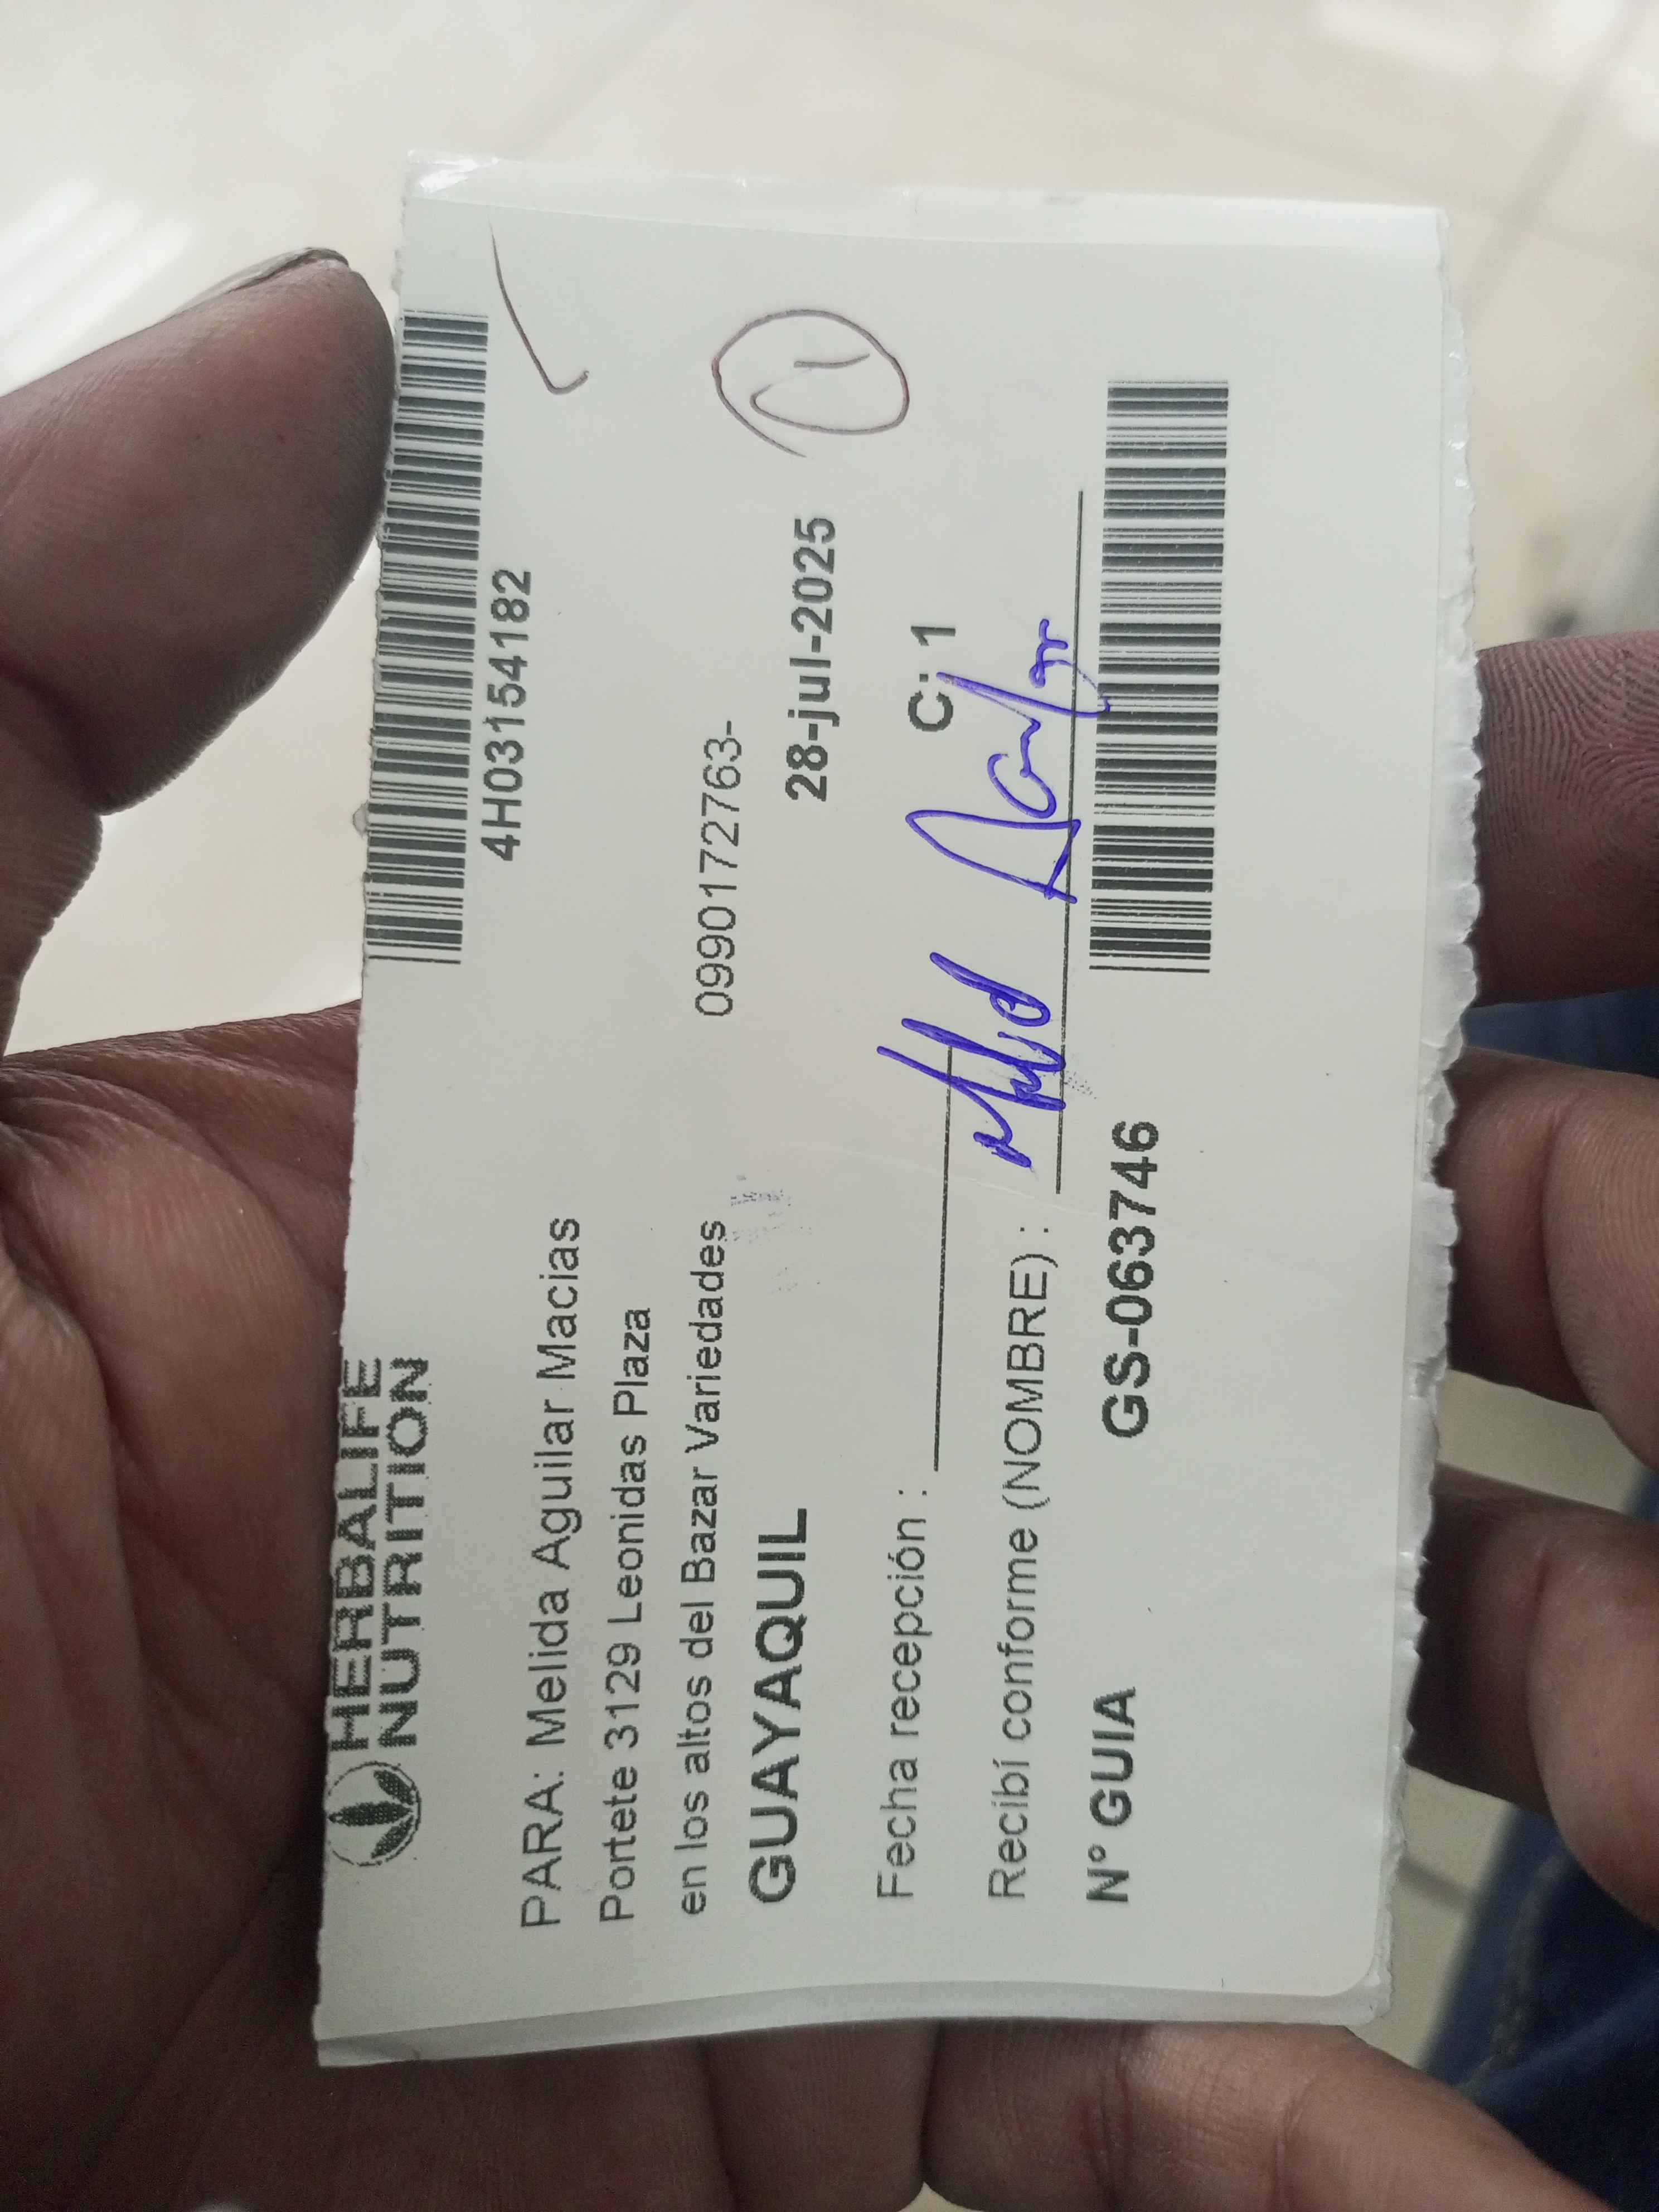 HERBALIFE
NUTRITION
4H03154182
PARA: Melida Aguilar Macias
Portete 3129 Leonidas Plaza
en los altos del Bazar Variedades
0990172763-
GUAYAQUIL
28-jul-2025
Fecha recepción :
C: 1
Recibí conforme (NOMBRE) :
N° GUIA GS-063746